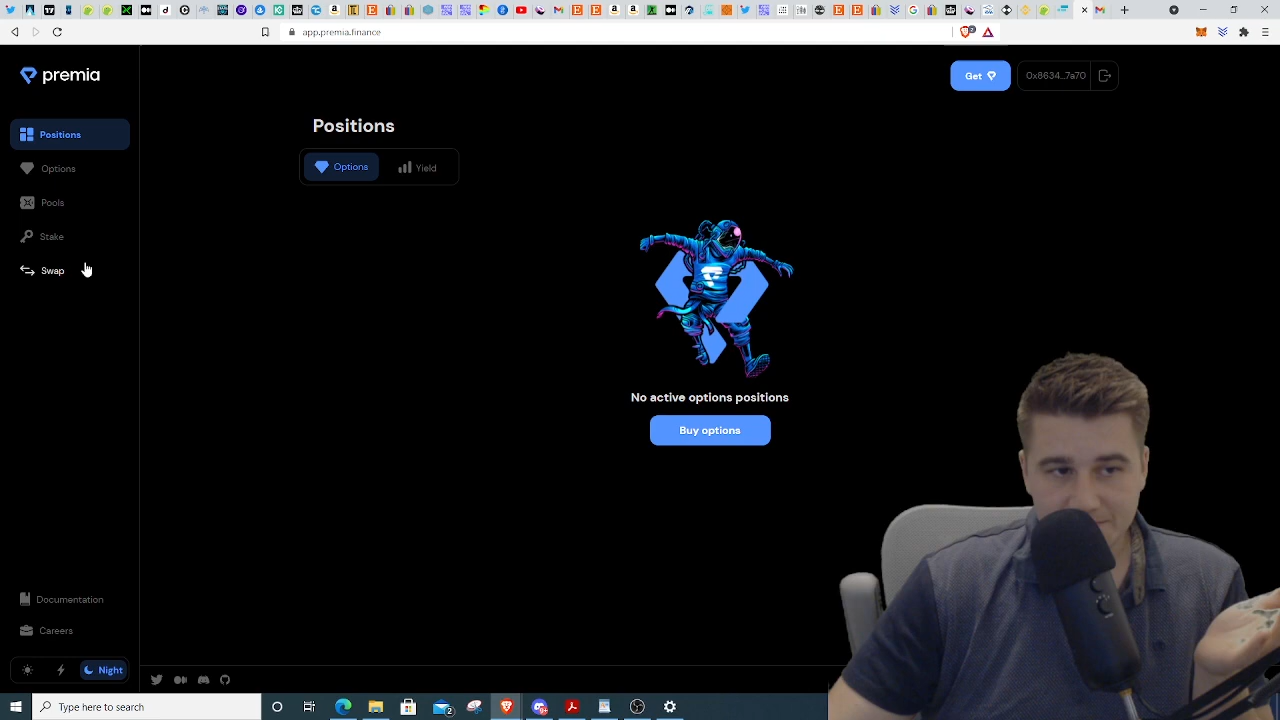 app.premia.finance
premia
Get
0x8634...7a70
Positions
Options
Pools
Stake
Swap
Positions
Options
Yield
No active options positions
Buy options
Documentation
Careers
Night
Type here to search